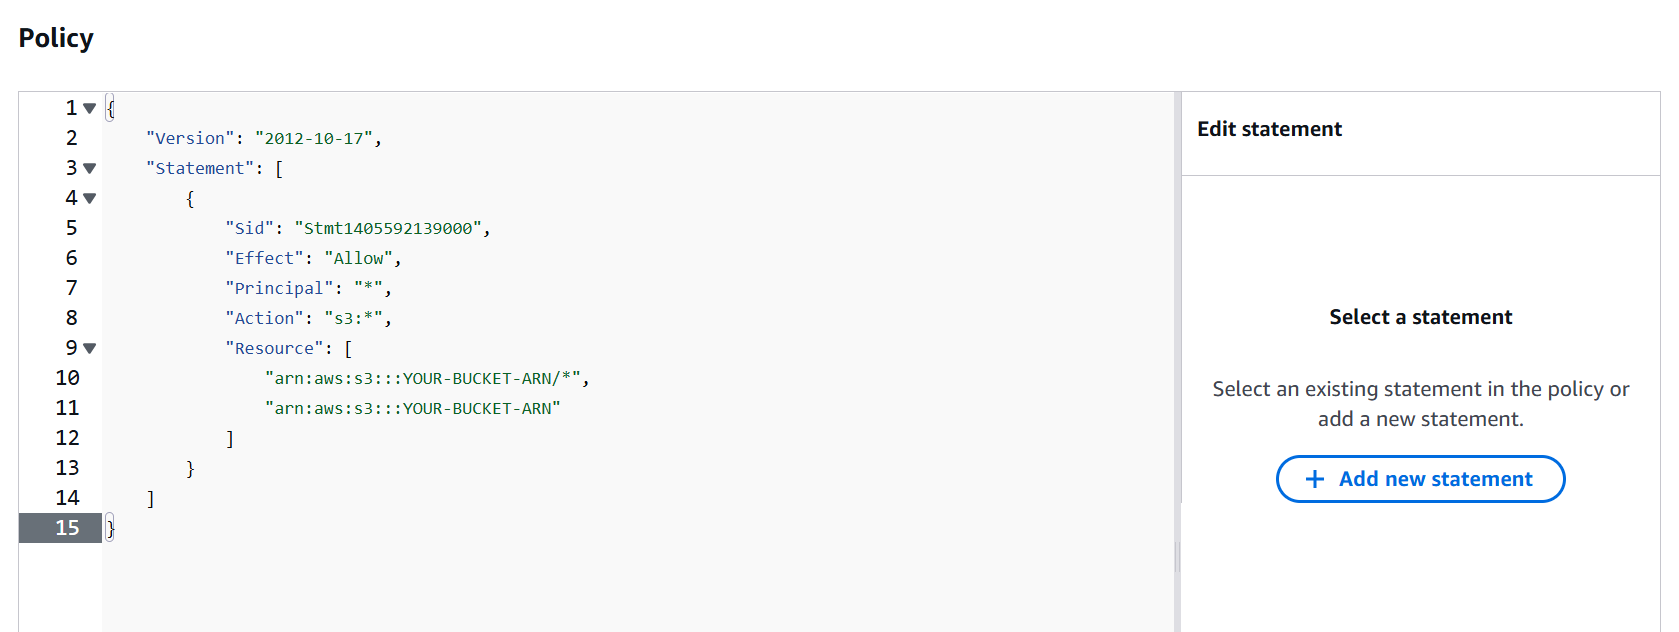 Policy
1 {
2 "Version": "2012-10-17",
3 "Statement": [
4 {
5 "Sid": "Stmt1405592139000",
6 "Effect": "Allow",
7 "Principal": "*",
8 "Action": "s3:*",
9 "Resource": [
10 "arn:aws:s3:::YOUR-BUCKET-ARN/*",
11 "arn:aws:s3:::YOUR-BUCKET-ARN"
12 ]
13 }
14 ]
15 }
Edit statement
Select a statement
Select an existing statement in the policy or
add a new statement.
+ Add new statement